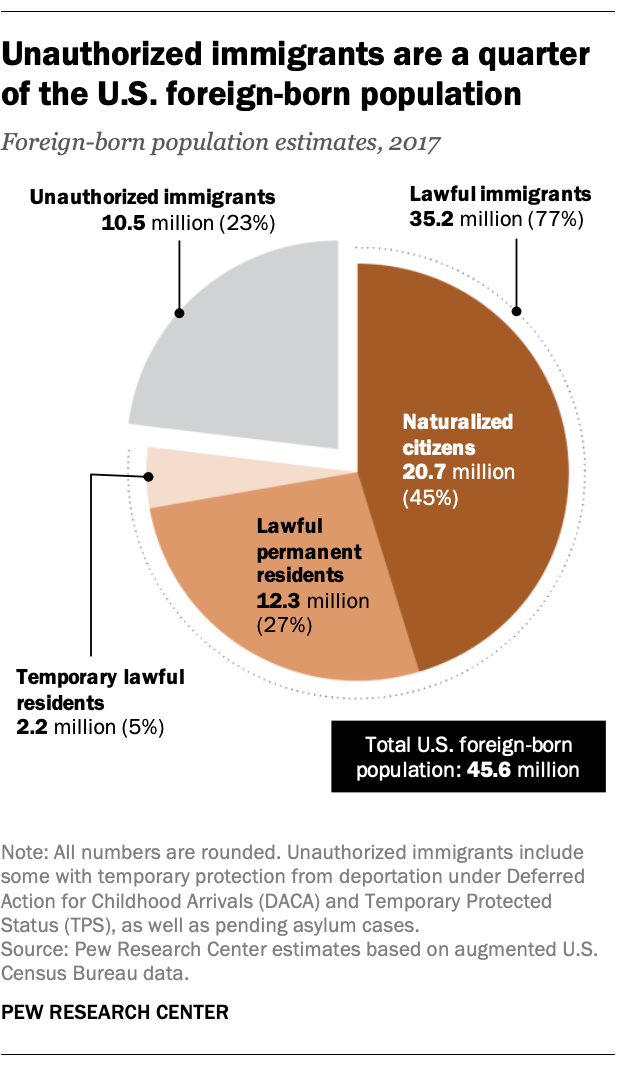 Unauthorized immigrants are a quarter
of the U.S. foreign-born population
Foreign-born population estimates, 2017
Unauthorized immigrants
10.5 million (23%)
Lawful immigrants
35.2 million (77%)
Naturalized
citizens
20.7 million
(45%)
Lawful
permanent
residents
12.3 million
(27%)
Temporary lawful
residents
2.2 million (5%)
Total U.S. foreign-born
population: 45.6 million
Note: All numbers are rounded. Unauthorized immigrants include
some with temporary protection from deportation under Deferred
Action for Childhood Arrivals (DACA) and Temporary Protected
Status (TPS), as well as pending asylum cases.
Source: Pew Research Center estimates based on augmented U.S.
Census Bureau data.
PEW RESEARCH CENTER